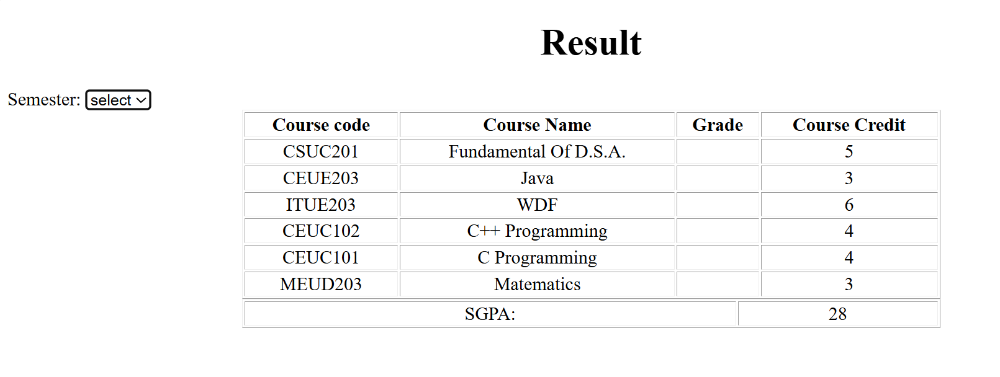 Result
Semester: select
Course code Course Name Grade Course Credit
CSUC201 Fundamental Of D.S.A. 5
CEUE203 Java 3
ITUE203 WDF 6
CEUC102 C++ Programming 4
CEUC101 C Programming 4
MEUD203 Matematics 3
SGPA: 28